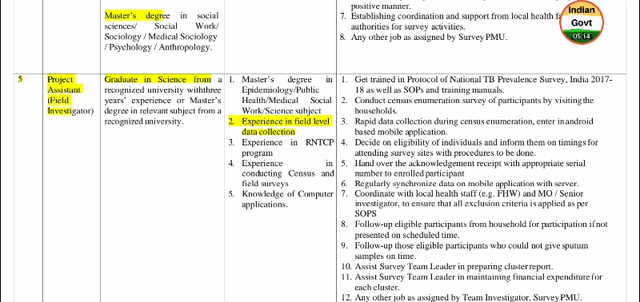 positive manner.
Master's degree in social sciences/ Social Work/ Sociology / Medical Sociology / Psychology / Anthropology.
7. Establishing coordination and support from local health
authorities for survey activities.
8. Any other job as assigned by Survey PMU.
Indian
Govt
05:14
5
Project
Assistant
(Field
Investigator)
Graduate in Science from a
recognized university withthree
years' experience or Master's
degree in relevant subject from a
recognized university.
1. Master's degree in
Epidemiology/Public
Health/Medical Social
Work/Science subject
2. Experience in field level
data collection
3. Experience in RNTCP
program
4. Experience in
conducting Census and
field surveys
5. Knowledge of Computer
applications.
1. Get trained in Protocol of National TB Prevalence Survey, India 2017-
18 as well as SOPs and training manuals.
2. Conduct census enumeration survey of participants by visiting the
households.
3. Rapid data collection during census enumeration, enter in android
based mobile application.
4. Decide on eligibility of individuals and inform them on timings for
attending survey sites with procedures to be done.
5. Hand over the acknowledgement receipt with appropriate serial
number to enrolled participant
6. Regularly synchronize data on mobile application with server.
7. Coordinate with local health staff (e.g. FHW) and MO / Senior
investigator, to ensure that all exclusion criteria is applied as per
SOPS
8. Follow-up eligible participants from household for participation if not
presented on scheduled time.
9. Follow-up those eligible participants who could not give sputum
samples on time.
10. Assist Survey Team Leader in preparing cluster report.
11. Assist Survey Team Leader in maintaining financial expenditure for
each cluster.
12. Any other job as assigned by Team Investigator, Survey PMU.